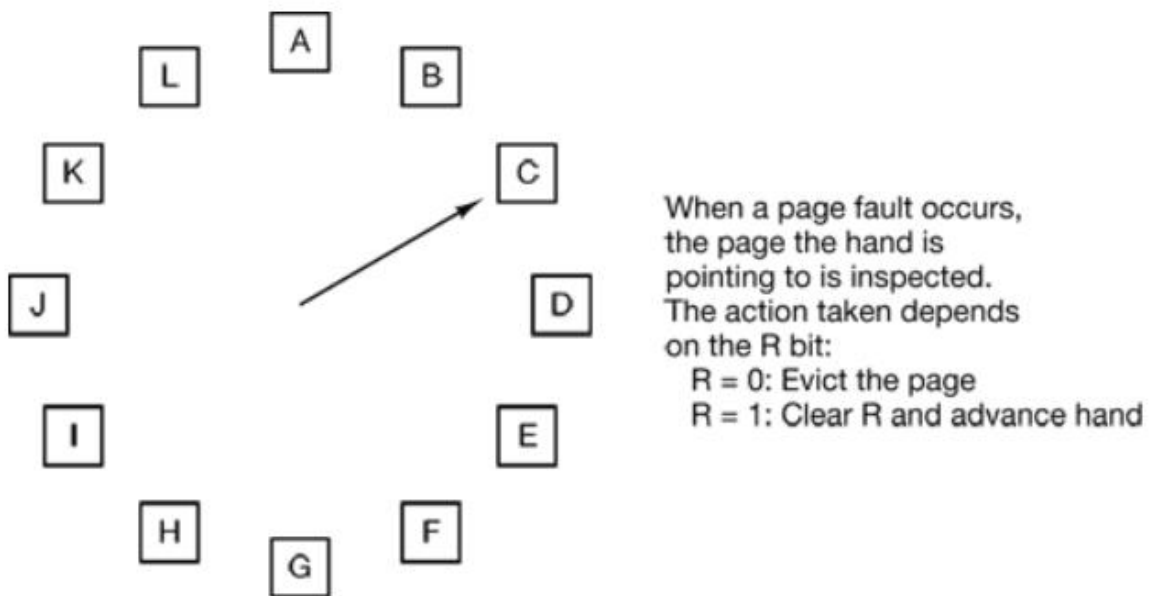 A
L
B
K
C
J
D
I
E
H
F
G
When a page fault occurs,
the page the hand is
pointing to is inspected.
The action taken depends
on the R bit:
R = 0: Evict the page
R = 1: Clear R and advance hand